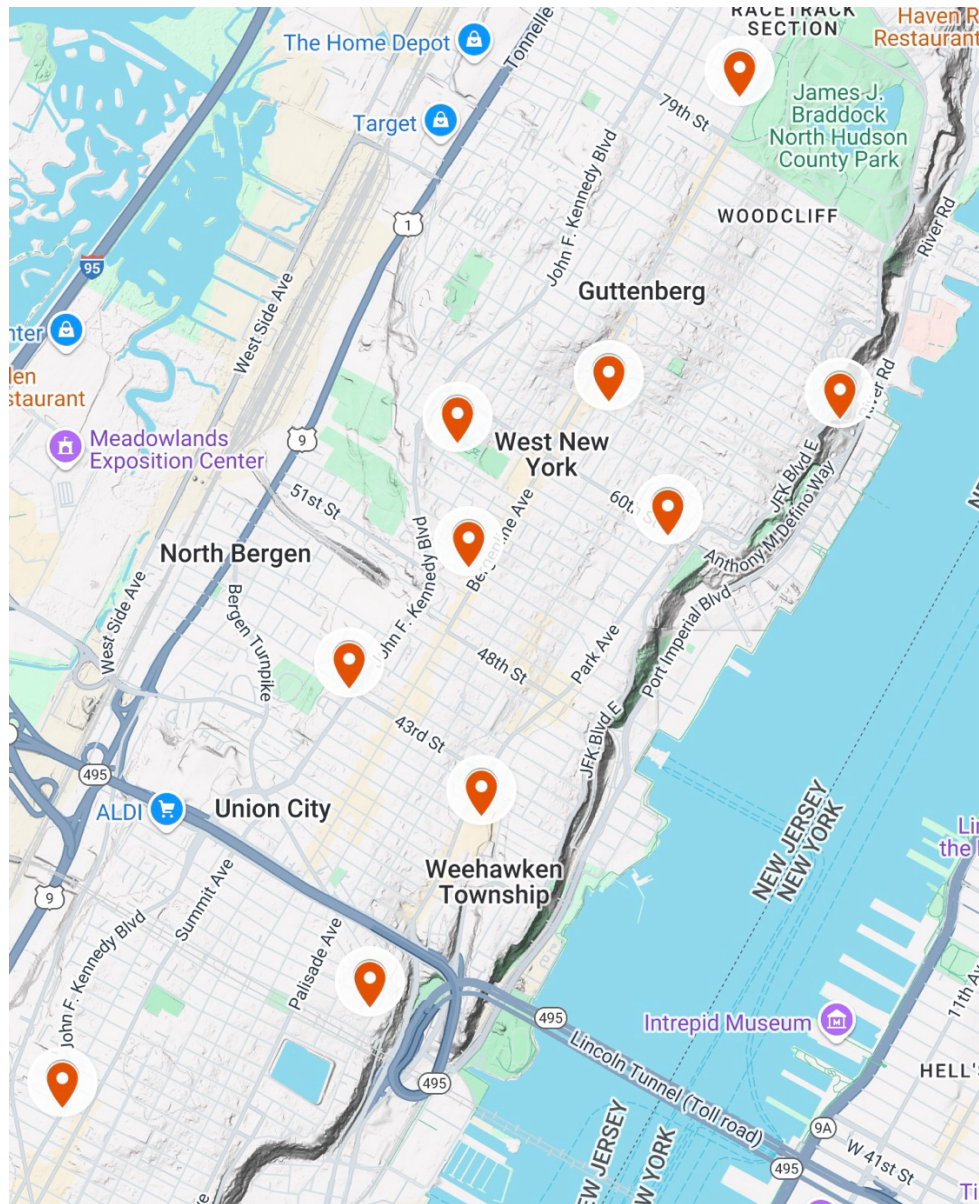 RACETRACK
SECTION
Haven R
Restaurant
The Home Depot
Tonnelle
James J.
Braddock
North Hudson
County Park
79th St
Target
John F. Kennedy Blvd
WOODCLIFF
River Rd
1
95
West Side Ave
Guttenberg
nter
len
staurant
River Rd
Meadowlands
Exposition Center
9
West New
York
51st St
60th S
JFK Blvd E
Anthony M Defino Way
North Bergen
John F. Kennedy Blvd
Bergenline Ave
West Side Ave
Bergen Turnpike
Port Imperial Blvd
Park Ave
48th St
43rd St
JFK Blvd E
495
ALDI
Union City
NEW JERSEY
NEW YORK
Lin
the
Weehawken
Township
9
Summit Ave
Palisade Ave
John F. Kennedy Blvd
11th Av
495
Intrepid Museum
Lincoln Tunnel (Toll road)
HELL'S
495
9A
W 41st St
495
NEW JERSEY
NEW YORK